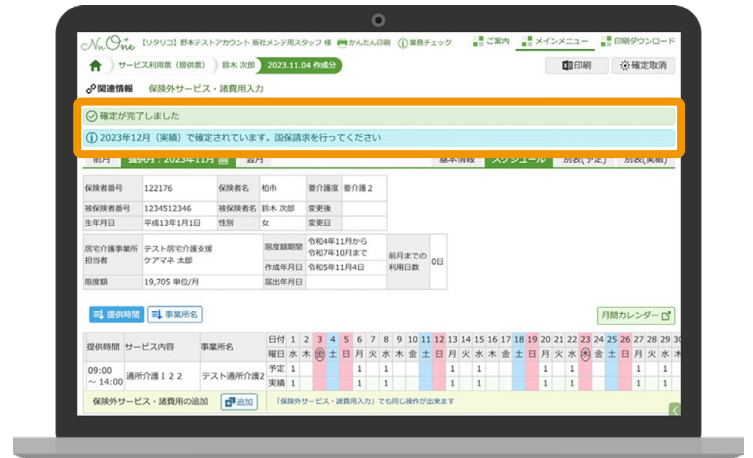 NuOne 【リタリコ】野本テストアカウント 販社メンテ用スタッフ 様 かんたん印刷 業務チェック ご案内 メインメニュー 印刷ダウンロード
サービス利用票（提供票） 鈴木 次郎 2023.11.04 作成分 印刷 確定取消
関連情報 保険外サービス・諸費用入力
確定が完了しました
2023年12月（実績）で確定されています。国保請求を行ってください
前月 提供月：2023年11月 翌月 基本情報 スケジュール 別表(予定) 別表(実績)
保険者番号 122176 保険者名 柏市 要介護度 要介護２
被保険者番号 1234512346 被保険者名 鈴木 次郎 変更後
生年月日 平成13年1月1日 性別 女 変更日
居宅介護事業所 担当者 テスト居宅介護支援 ケアマネ 太郎 限度額期間 令和4年11月から 令和7年10月まで 前月までの 利用日数 0日
作成年月日 令和5年11月4日
限度額 19,705 単位/月 届出年月日
提供時間 事業所名 月間カレンダー
提供時間 サービス内容 事業所名 日付 1 2 3 4 5 6 7 8 9 10 11 12 13 14 15 16 17 18 19 20 21 22 23 24 25 26 27 28 29 30
曜日 水 木 金 土 日 月 火 水 木 金 土 日 月 火 水 木 金 土 日 月 火 水 木 金 土 日 月 火 水 木
09:00 ～ 14:00 通所介護Ⅰ２２ テスト通所介護2 予定 1 1 1 1 1 1 1 1 1
実績 1 1 1 1 1 1 1 1 1
保険外サービス・諸費用の追加 追加 「保険外サービス・諸費用入力」でも同じ操作が出来ます